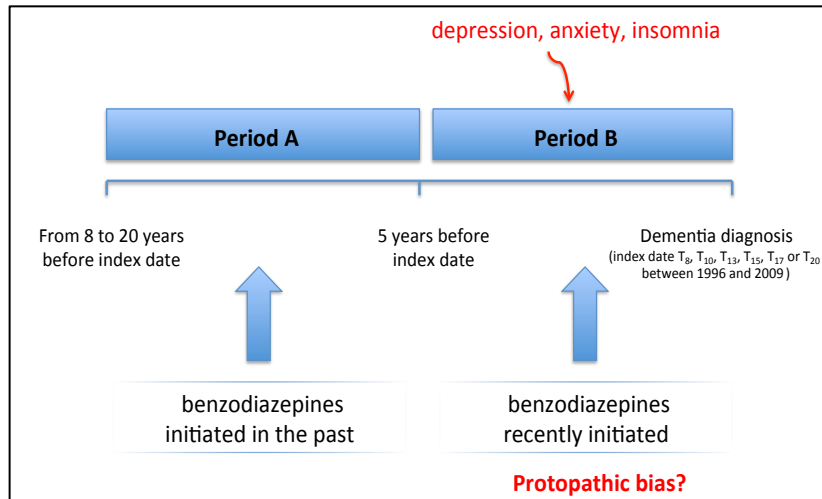 depression, anxiety, insomnia
Period A
Period B
From 8 to 20 years
before index date
5 years before
index date
Dementia diagnosis
(index date T8, T10, T13, T15, T17 or T20
between 1996 and 2009)
benzodiazepines
initiated in the past
benzodiazepines
recently initiated
Protopathic bias?